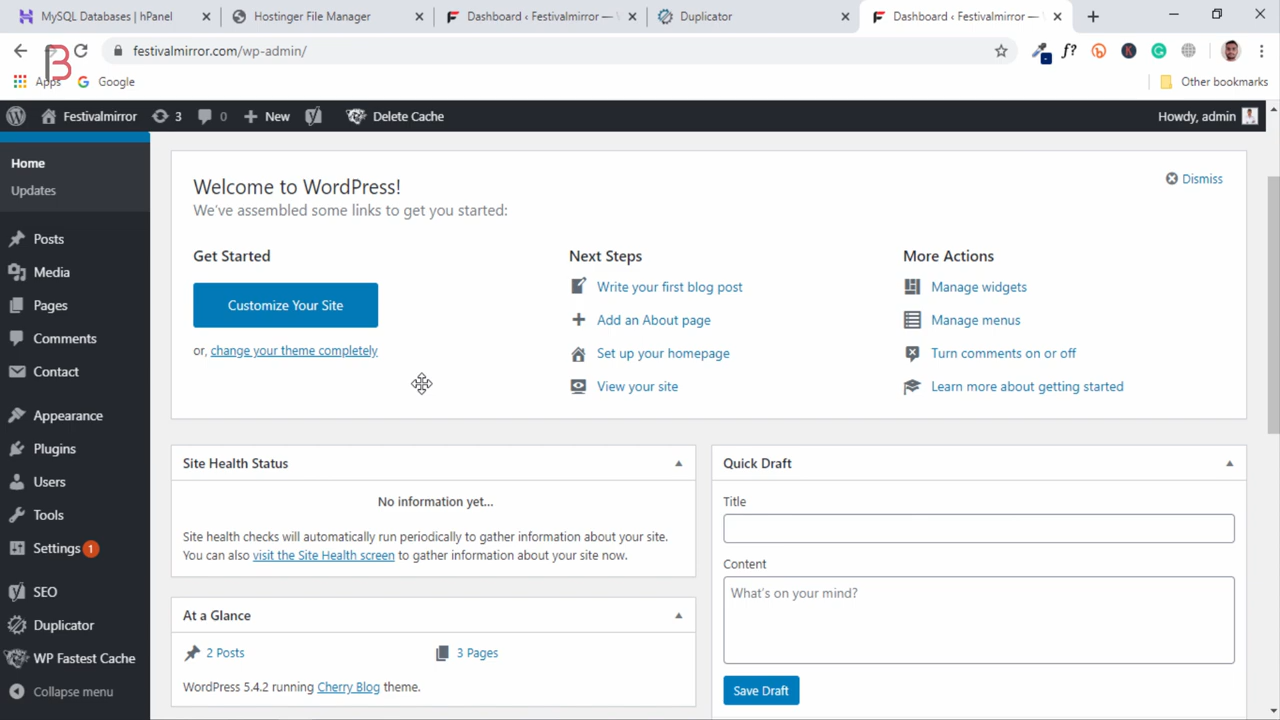 MySQL Databases | hPanel
Hostinger File Manager
Dashboard ‹ Festivalmirror —
Duplicator
Dashboard ‹ Festivalmirror —
festivalmirror.com/wp-admin/
f?
Apps
Google
Other bookmarks
Festivalmirror
3
0
New
Delete Cache
Howdy, admin
Home
Updates
Posts
Media
Pages
Comments
Contact
Appearance
Plugins
Users
Tools
Settings 1
SEO
Duplicator
WP Fastest Cache
Collapse menu
Welcome to WordPress!
Dismiss
We've assembled some links to get you started:
Get Started
Customize Your Site
or, change your theme completely
Next Steps
Write your first blog post
Add an About page
Set up your homepage
View your site
More Actions
Manage widgets
Manage menus
Turn comments on or off
Learn more about getting started
Site Health Status
No information yet...
Site health checks will automatically run periodically to gather information about your site.
You can also visit the Site Health screen to gather information about your site now.
At a Glance
2 Posts
3 Pages
WordPress 5.4.2 running Cherry Blog theme.
Quick Draft
Title
Content
What's on your mind?
Save Draft